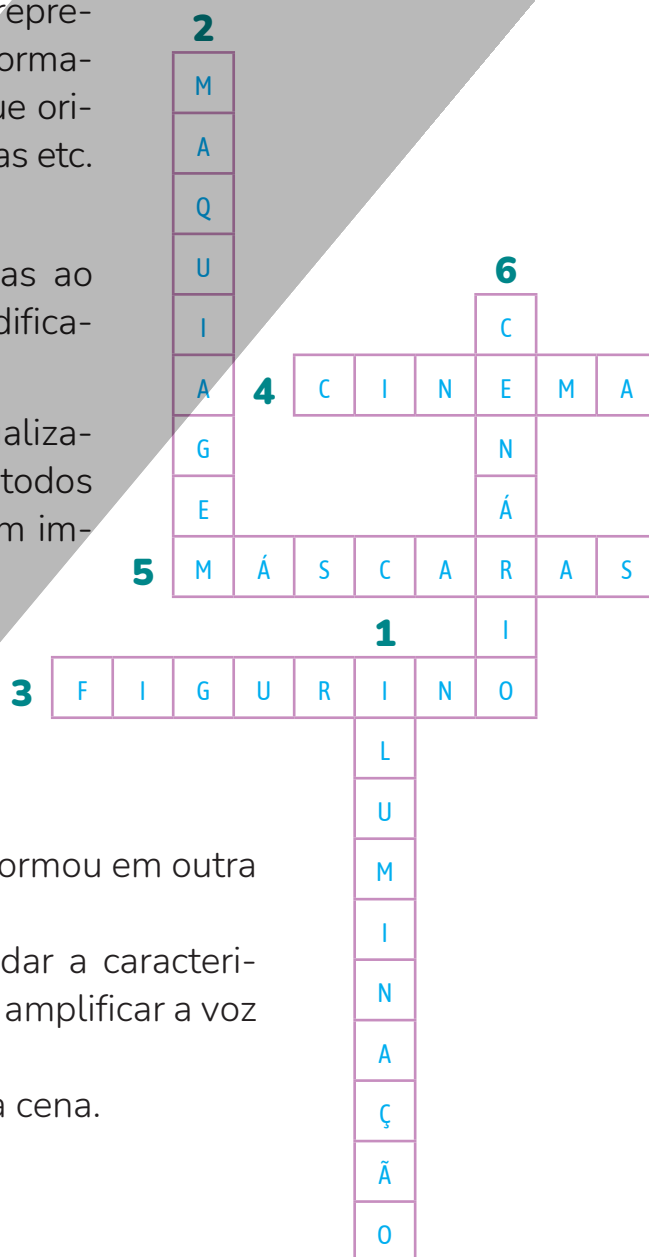 repre-
orma-
ue ori-
as etc.
as ao
difica-
aliza-
todos
m im-
2
M
A
Q
U
I
A
G
E
M
6
C
E
N
Á
R
I
O
4 C I N E M A
5 M Á S C A R A S
1
3 F I G U R I N O
L
U
M
I
N
A
Ç
Ã
O
ormou em outra
dar a caracteri-
amplificar a voz
a cena.